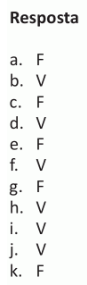 Resposta
a. F
b. V
c. F
d. V
e. F
f. V
g. F
h. V
i. V
j. V
k. F